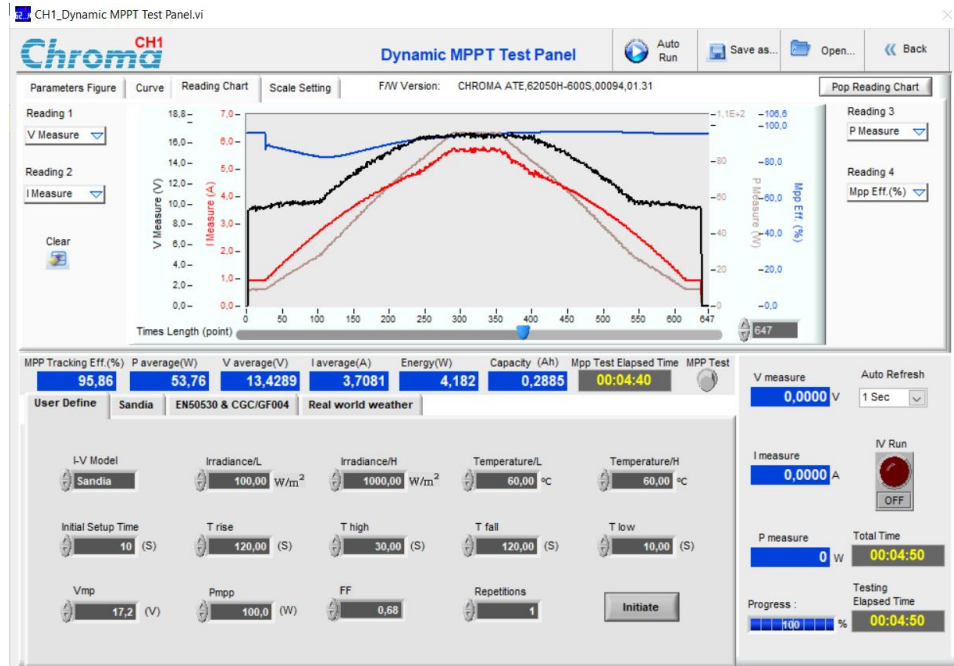 CH1_Dynamic MPPT Test Panel.vi
Chroma CH1
Dynamic MPPT Test Panel
Auto Run
Save as...
Open...
Back
Parameters Figure
Curve
Reading Chart
Scale Setting
F/W Version: CHROMA ATE,62050H-600S,00094,01.31
Pop Reading Chart
Reading 1
V Measure
Reading 2
I Measure
Clear
Reading 3
P Measure
Reading 4
Mpp Eff.(%)
V Measure (V)
18,8
16,0
14,0
12,0
10,0
8,0
6,0
4,0
2,0
0,0
I Measure (A)
7,0
6,0
5,0
4,0
3,0
2,0
1,0
0,0
1,1E+2
80
60
40
20
0
P Measure (W)
106,6
100,0
80,0
60,0
40,0
20,0
0,0
Mpp Eff. (%)
0 50 100 150 200 250 300 350 400 450 500 550 600 647
Times Length (point)
647
MPP Tracking Eff.(%) P average(W) V average(V) I average(A) Energy(W) Capacity (Ah) Mpp Test Elapsed Time MPP Test
95,86 53,76 13,4289 3,7081 4,182 0,2885 00:04:40
User Define
Sandia
EN50530 & CGC/GF004
Real world weather
I-V Model Irradiance/L Irradiance/H Temperature/L Temperature/H
Sandia 100,00 W/m² 1000,00 W/m² 60,00 ºC 60,00 ºC
Initial Setup Time T rise T high T fall T low
10 (S) 120,00 (S) 30,00 (S) 120,00 (S) 10,00 (S)
Vmp Pmpp FF Repetitions
17,2 (V) 100,0 (W) 0,68 1
Initiate
V measure
0,0000 V
Auto Refresh
1 Sec
I measure
0,0000 A
IV Run
OFF
P measure
0 W
Total Time
00:04:50
Progress :
100 %
Testing
Elapsed Time
00:04:50